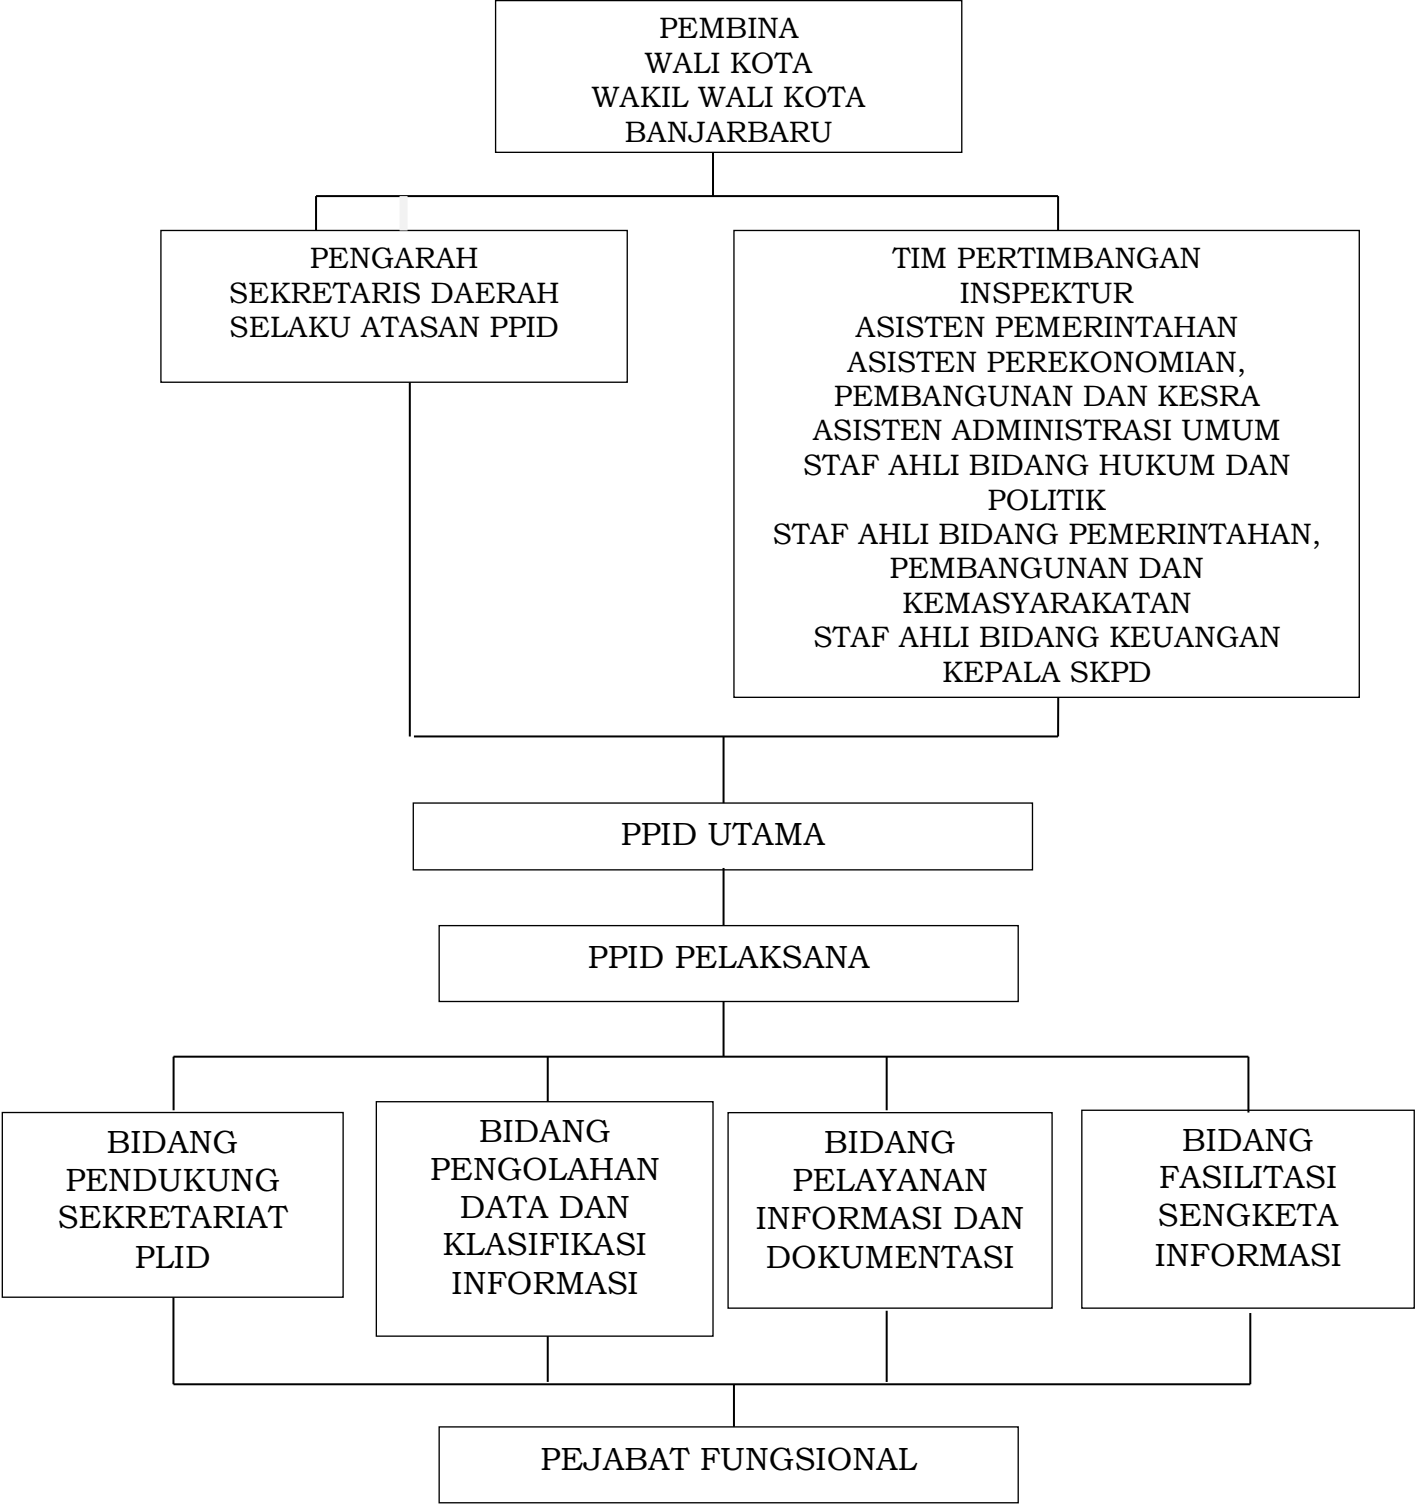 PEMBINA
WALI KOTA
WAKIL WALI KOTA
BANJARBARU
PENGARAH
SEKRETARIS DAERAH
SELAKU ATASAN PPID
TIM PERTIMBANGAN
INSPEKTUR
ASISTEN PEMERINTAHAN
ASISTEN PEREKONOMIAN,
PEMBANGUNAN DAN KESRA
ASISTEN ADMINISTRASI UMUM
STAF AHLI BIDANG HUKUM DAN
POLITIK
STAF AHLI BIDANG PEMERINTAHAN,
PEMBANGUNAN DAN
KEMASYARAKATAN
STAF AHLI BIDANG KEUANGAN
KEPALA SKPD
PPID UTAMA
PPID PELAKSANA
BIDANG
PENDUKUNG
SEKRETARIAT
PLID
BIDANG
PENGOLAHAN
DATA DAN
KLASIFIKASI
INFORMASI
BIDANG
PELAYANAN
INFORMASI DAN
DOKUMENTASI
BIDANG
FASILITASI
SENGKETA
INFORMASI
PEJABAT FUNGSIONAL